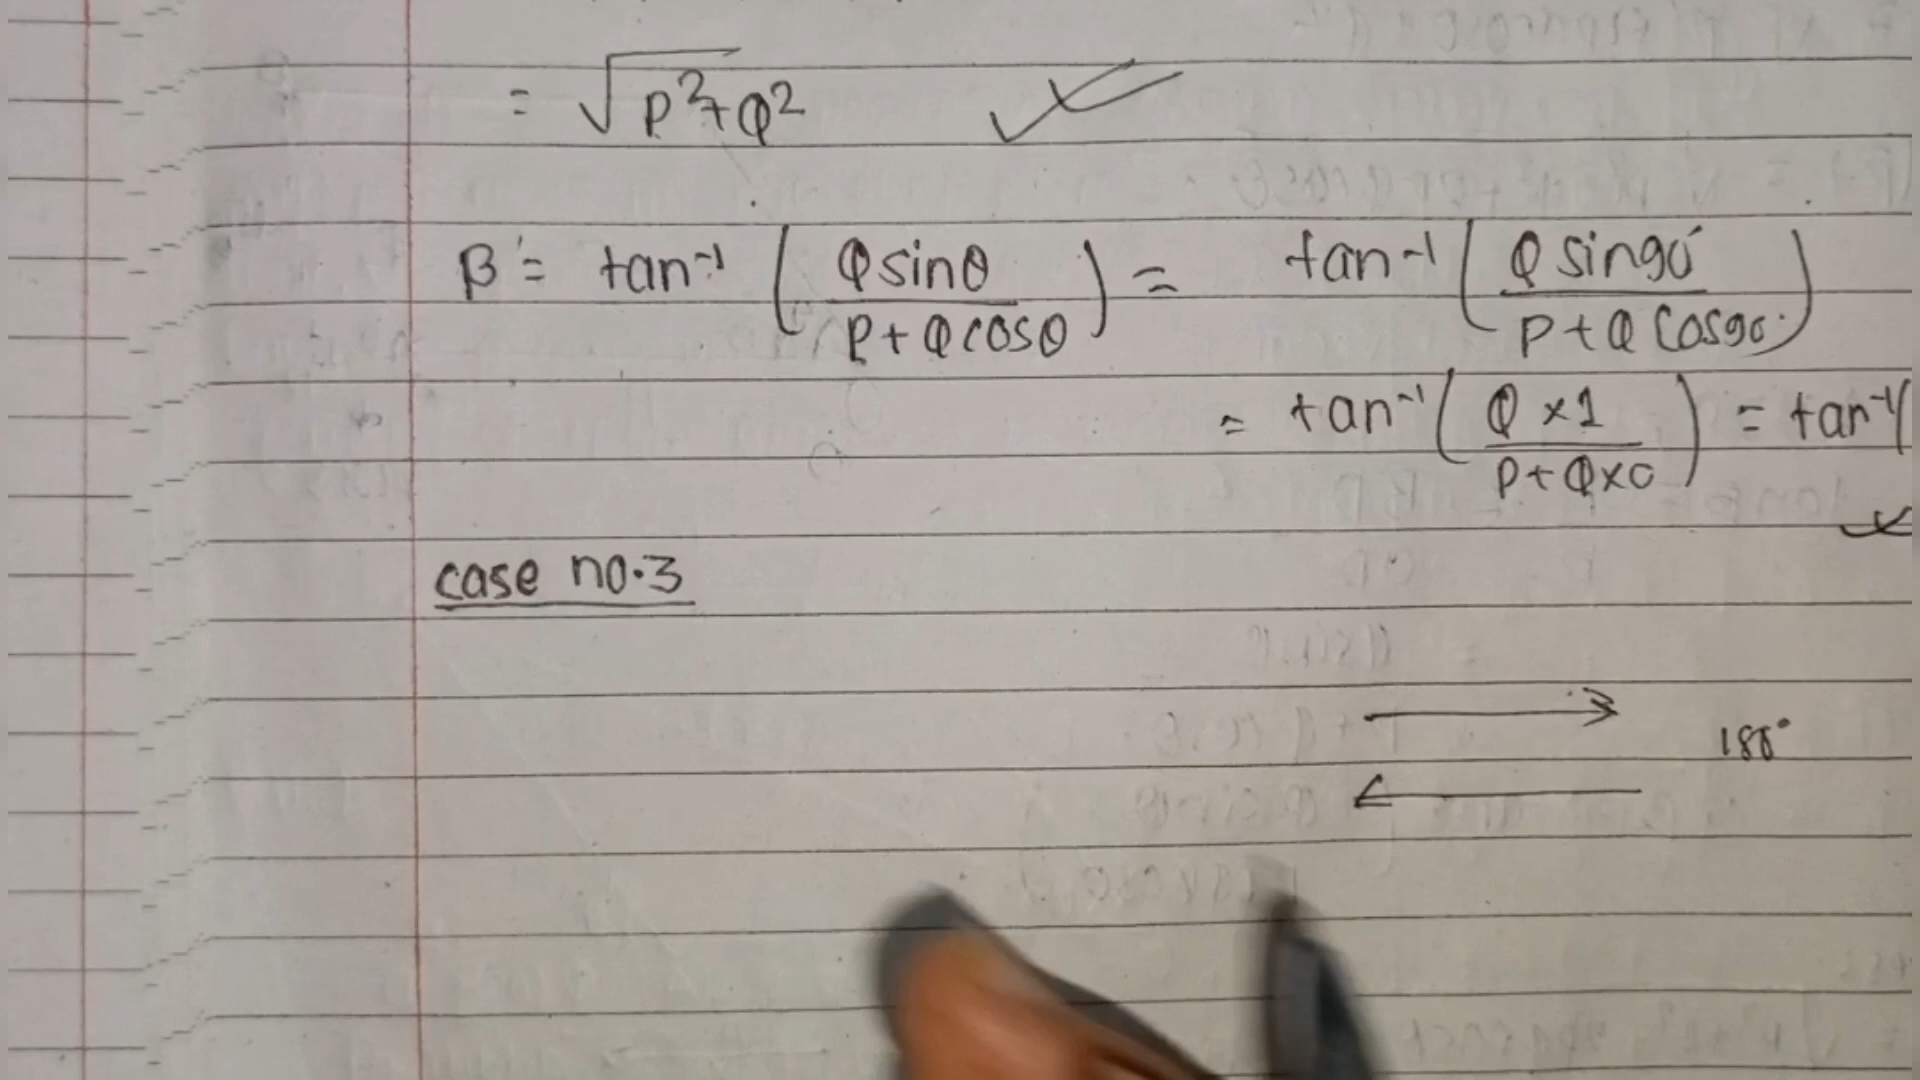 = √P²+Q²
β = tan⁻¹ (Q sinθ / P + Q cosθ) = tan⁻¹ (Q sin90° / P + Q cos90°)
= tan⁻¹ (Q × 1 / P + Q × 0) = tan⁻¹(
case no.3
180°